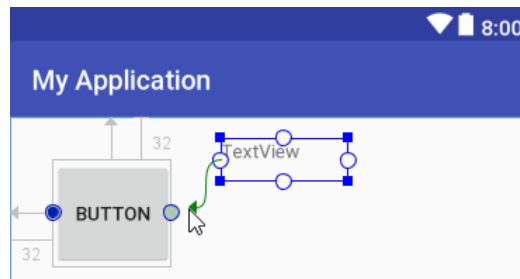 8:00
My Application
32
TextView
BUTTON
32